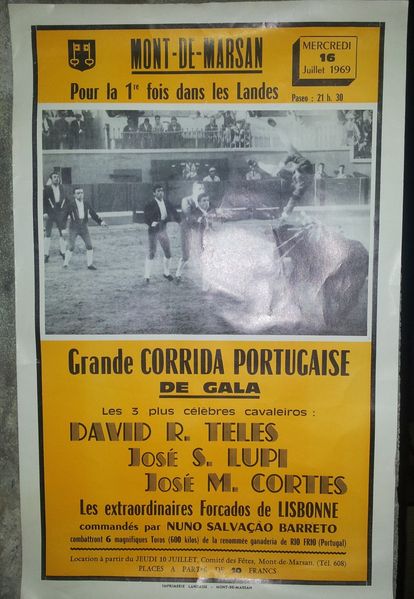 MONT-DE-MARSAN
MERCREDI
16
Juillet 1969
Pour la 1re fois dans les Landes
Paseo : 21 h. 30
Grande CORRIDA PORTUGAISE
DE GALA
Les 3 plus célèbres cavaleiros :
DAVID R. TELES
José S. LUPI
José M. CORTES
Les extraordinaires Forcados de LISBONNE
commandés par NUNO SALVAÇAO BARRETO
combattront 6 magnifiques Toros (600 kilos) de la renommée ganaderia de RIO FRIO (Portugal)
Location à partir du JEUDI 10 JUILLET, Comité des Fêtes, Mont-de-Marsan. (Tél. 608)
PLACES A PARTIR DE 10 FRANCS
IMPRIMERIE LACOSTE - MONT-DE-MARSAN